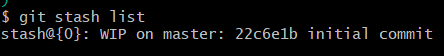 $ git stash list
stash@{0}: WIP on master: 22c6e1b initial commit